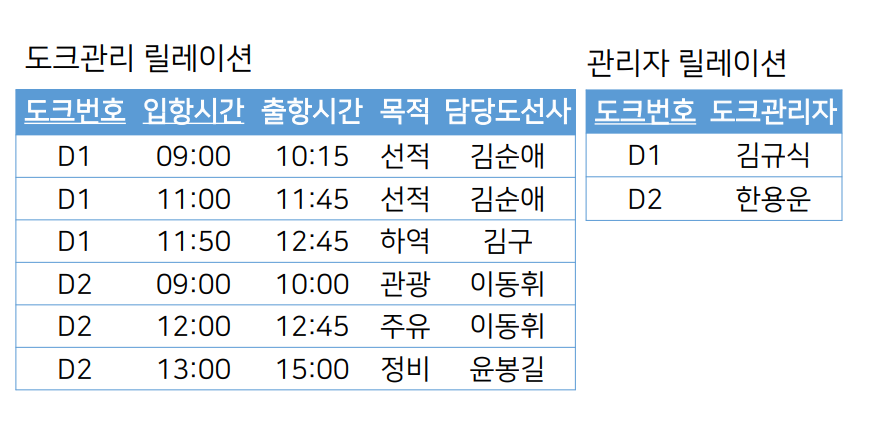 도크관리 릴레이션
도크번호 입항시간 출항시간 목적 담당도선사
D1 09:00 10:15 선적 김순애
D1 11:00 11:45 선적 김순애
D1 11:50 12:45 하역 김구
D2 09:00 10:00 관광 이동휘
D2 12:00 12:45 주유 이동휘
D2 13:00 15:00 정비 윤봉길
관리자 릴레이션
도크번호 도크관리자
D1 김규식
D2 한용운